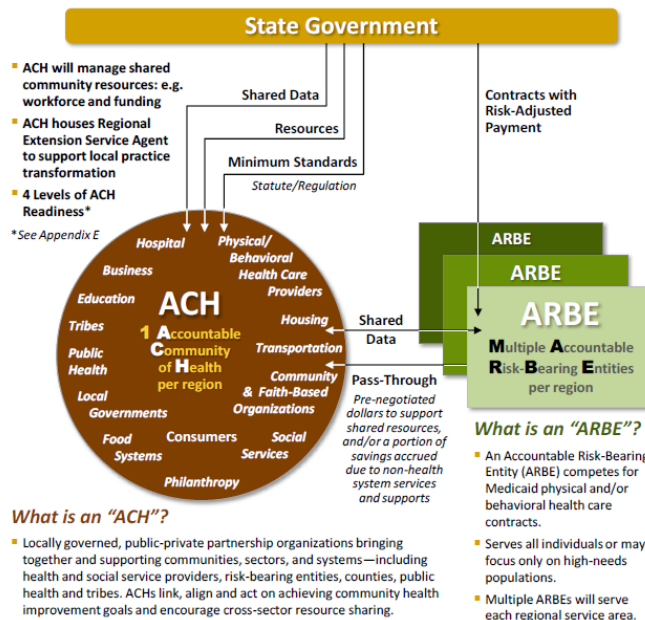 State Government
▪ ACH will manage shared
community resources: e.g.
workforce and funding
▪ ACH houses Regional
Extension Service Agent
to support local practice
transformation
▪ 4 Levels of ACH
Readiness*
*See Appendix E
Shared Data
Resources
Minimum Standards
Statute/Regulation
Contracts with
Risk-Adjusted
Payment
Hospital
Physical/
Behavioral
Health Care
Providers
Business
Education
Tribes
Public
Health
Local
Governments
Food
Systems
Consumers
Philanthropy
Social
Services
Community
& Faith-Based
Organizations
Transportation
Housing
ACH
1 Accountable
Community
of Health
per region
Shared
Data
Pass-Through
Pre-negotiated
dollars to support
shared resources,
and/or a portion of
savings accrued
due to non-health
system services
and supports
ARBE
ARBE
ARBE
Multiple Accountable
Risk-Bearing Entities
per region
What is an "ACH"?
▪ Locally governed, public-private partnership organizations bringing
together and supporting communities, sectors, and systems—including
health and social service providers, risk-bearing entities, counties, public
health and tribes. ACHs link, align and act on achieving community health
improvement goals and encourage cross-sector resource sharing.
What is an "ARBE"?
▪ An Accountable Risk-Bearing
Entity (ARBE) competes for
Medicaid physical and/or
behavioral health care
contracts.
▪ Serves all individuals or may
focus only on high-needs
populations.
▪ Multiple ARBEs will serve
each regional service area.